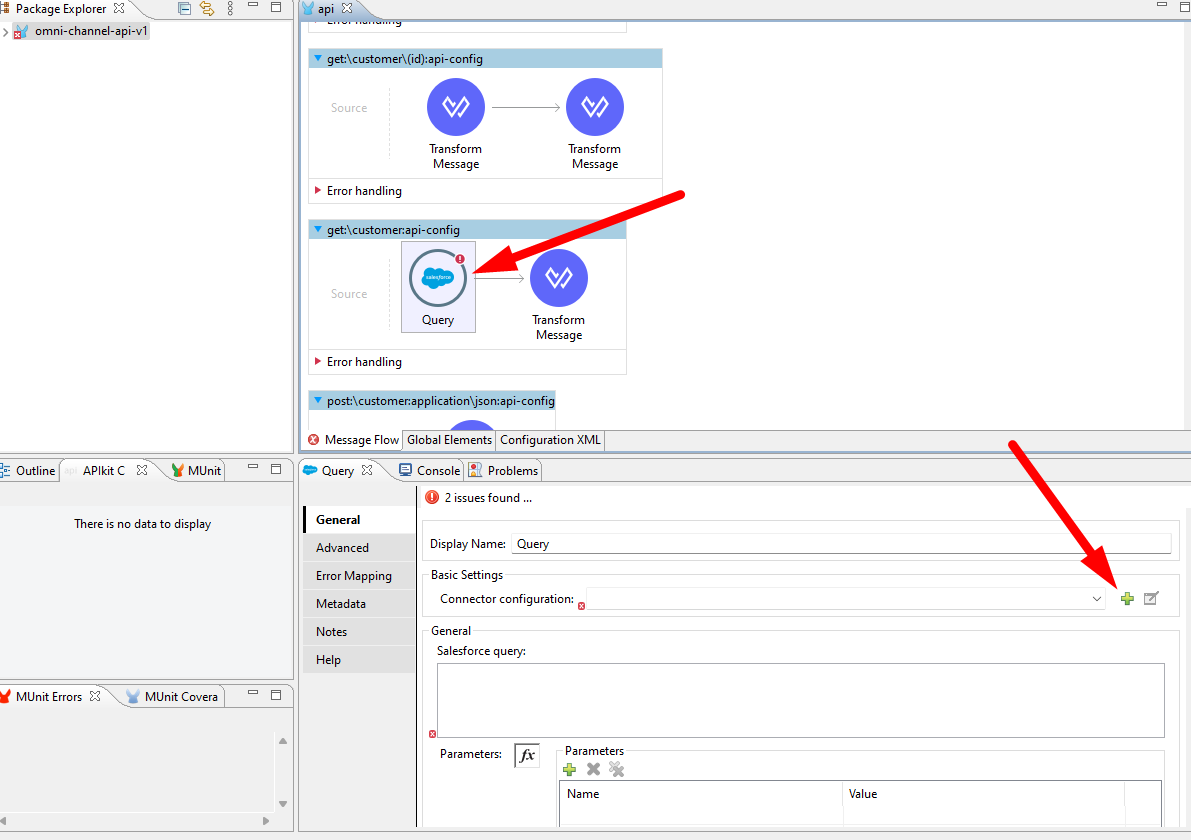 Package Explorer
omni-channel-api-v1
api
Error handling
get:\customer\(id):api-config
Source
Transform
Message
Transform
Message
Error handling
get:\customer:api-config
Source
salesforce
Query
Transform
Message
Error handling
post:\customer:application\json:api-config
Message Flow
Global Elements
Configuration XML
Outline
api
APIkit C
MUnit
There is no data to display
MUnit Errors
MUnit Covera
Query
Console
Problems
General
Advanced
Error Mapping
Metadata
Notes
Help
2 issues found ...
Display Name:
Query
Basic Settings
Connector configuration:
General
Salesforce query:
Parameters:
fx
Parameters
Name
Value